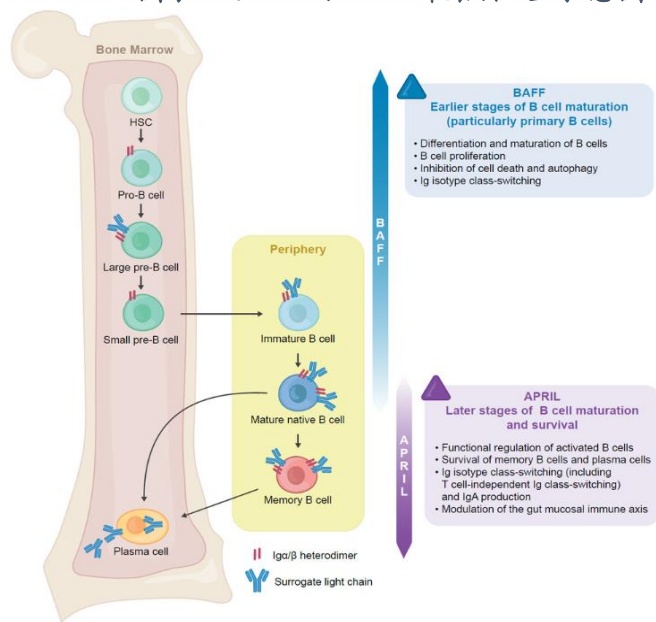 Bone Marrow
HSC
Pro-B cell
Large pre-B cell
Small pre-B cell
Periphery
Immature B cell
Mature native B cell
Memory B cell
Plasma cell
Igα/β heterodimer
Surrogate light chain
BAFF
APRIL
BAFF
Earlier stages of B cell maturation
(particularly primary B cells)
• Differentiation and maturation of B cells
• B cell proliferation
• Inhibition of cell death and autophagy
• Ig isotype class-switching
APRIL
Later stages of B cell maturation
and survival
• Functional regulation of activated B cells
• Survival of memory B cells and plasma cells
• Ig isotype class-switching (including
T cell-independent Ig class-switching)
and IgA production
• Modulation of the gut mucosal immune axis